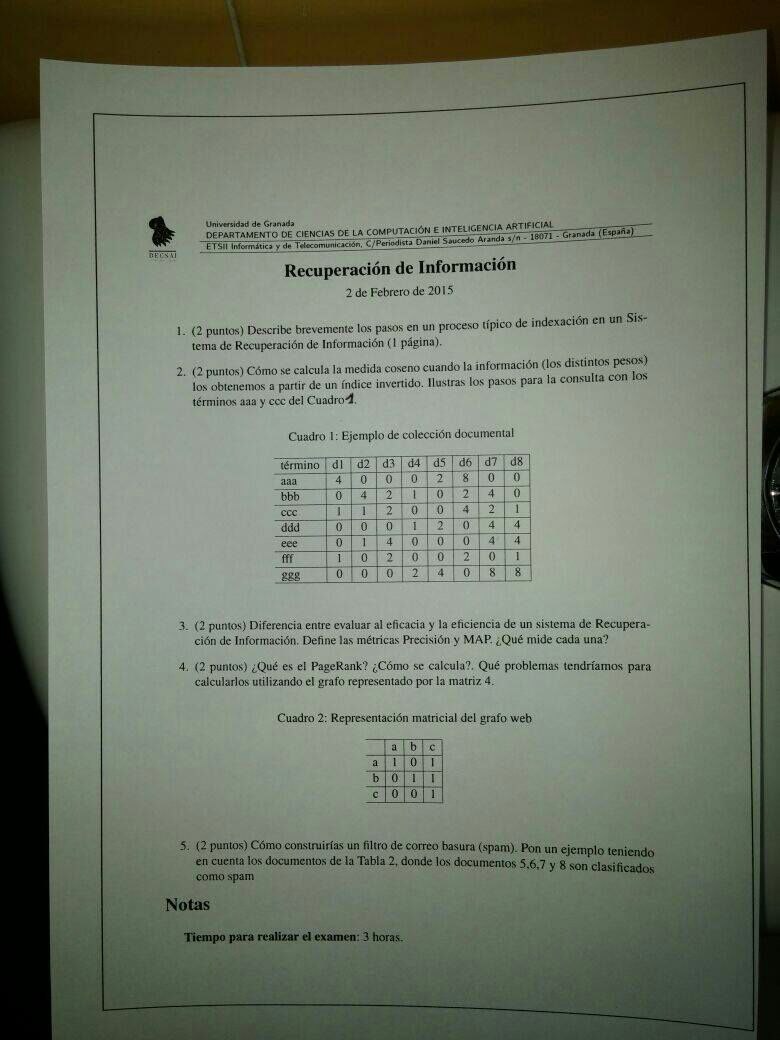 DECSAI
Universidad de Granada
DEPARTAMENTO DE CIENCIAS DE LA COMPUTACIÓN E INTELIGENCIA ARTIFICIAL
ETSII Informática y de Telecomunicación, C/Periodista Daniel Saucedo Aranda s/n - 18071 - Granada (España)
Recuperación de Información
2 de Febrero de 2015
1. (2 puntos) Describe brevemente los pasos en un proceso típico de indexación en un Sis-
tema de Recuperación de Información (1 página).
2. (2 puntos) Cómo se calcula la medida coseno cuando la información (los distintos pesos)
los obtenemos a partir de un índice invertido. Ilustras los pasos para la consulta con los
términos aaa y ccc del Cuadro 1.
Cuadro 1: Ejemplo de colección documental
término d1 d2 d3 d4 d5 d6 d7 d8
aaa 4 0 0 0 2 8 0 0
bbb 0 4 2 1 0 2 4 0
ccc 1 1 2 0 0 4 2 1
ddd 0 0 0 1 2 0 4 4
eee 0 1 4 0 0 0 4 4
fff 1 0 2 0 0 2 0 1
ggg 0 0 0 2 4 0 8 8
3. (2 puntos) Diferencia entre evaluar al eficacia y la eficiencia de un sistema de Recupera-
ción de Información. Define las métricas Precisión y MAP. ¿Qué mide cada una?
4. (2 puntos) ¿Qué es el PageRank? ¿Cómo se calcula?. Qué problemas tendríamos para
calcularlos utilizando el grafo representado por la matriz 4.
Cuadro 2: Representación matricial del grafo web
a b c
a 1 0 1
b 0 1 1
c 0 0 1
5. (2 puntos) Cómo construirías un filtro de correo basura (spam). Pon un ejemplo teniendo
en cuenta los documentos de la Tabla 2, donde los documentos 5,6,7 y 8 son clasificados
como spam
Notas
Tiempo para realizar el examen: 3 horas.